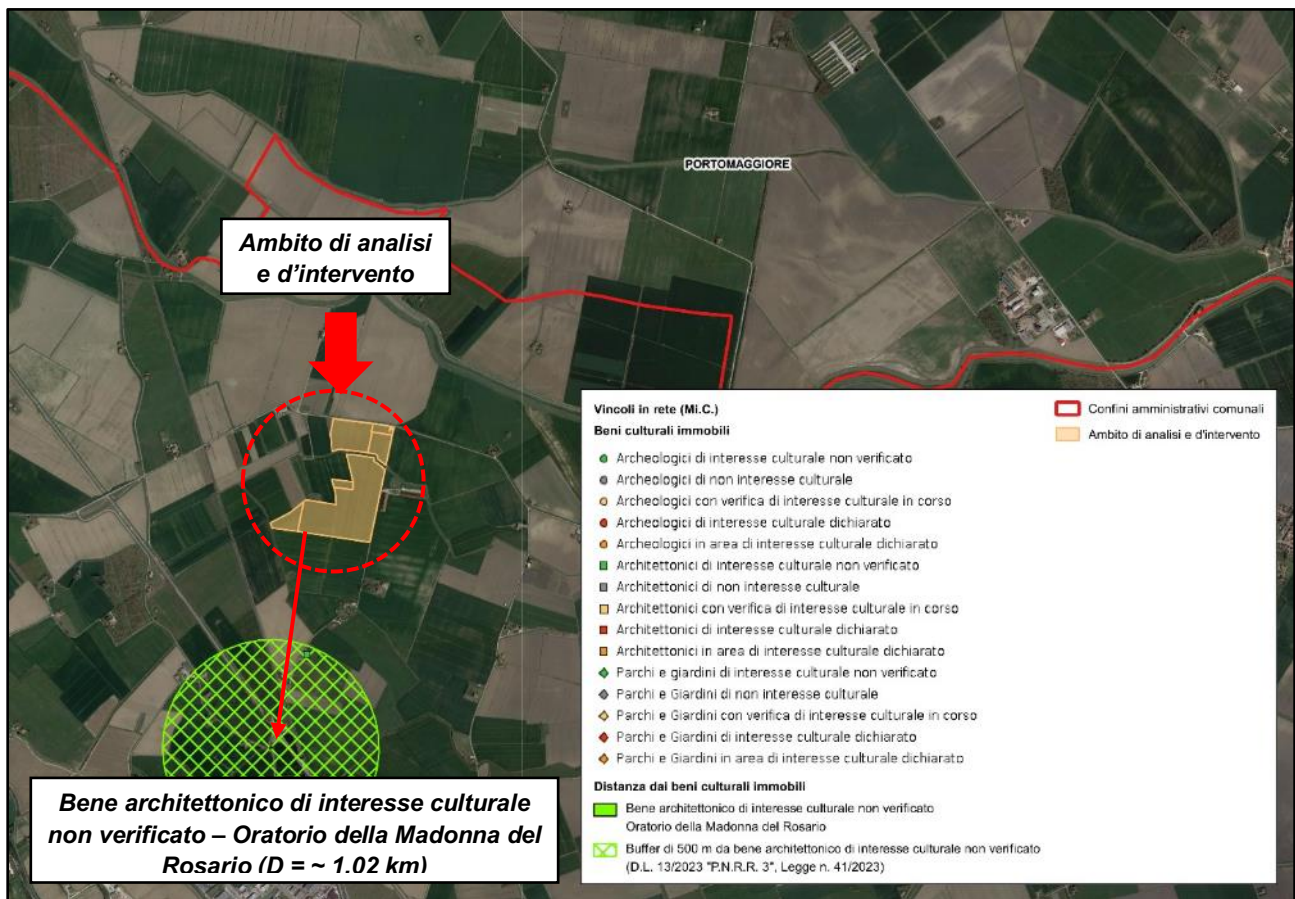 PORTOMAGGIORE
Ambito di analisi
e d'intervento
Vincoli in rete (Mi.C.)
Beni culturali immobili
Archeologici di interesse culturale non verificato
Archeologici di non interesse culturale
Archeologici con verifica di interesse culturale in corso
Archeologici di interesse culturale dichiarato
Archeologici in area di interesse culturale dichiarato
Architettonici di interesse culturale non verificato
Architettonici di non interesse culturale
Architettonici con verifica di interesse culturale in corso
Architettonici di interesse culturale dichiarato
Architettonici in area di interesse culturale dichiarato
Parchi e giardini di interesse culturale non verificato
Parchi e Giardini di non interesse culturale
Parchi e Giardini con verifica di interesse culturale in corso
Parchi e Giardini di interesse culturale dichiarato
Parchi e Giardini in area di interesse culturale dichiarato
Distanza dai beni culturali immobili
Bene architettonico di interesse culturale non verificato
Oratorio della Madonna del Rosario
Buffer di 500 m da bene architettonico di interesse culturale non verificato
(D.L. 13/2023 "P.N.R.R. 3", Legge n. 41/2023)
Confini amministrativi comunali
Ambito di analisi e d'intervento
Bene architettonico di interesse culturale
non verificato – Oratorio della Madonna del
Rosario (D = ~ 1.02 km)